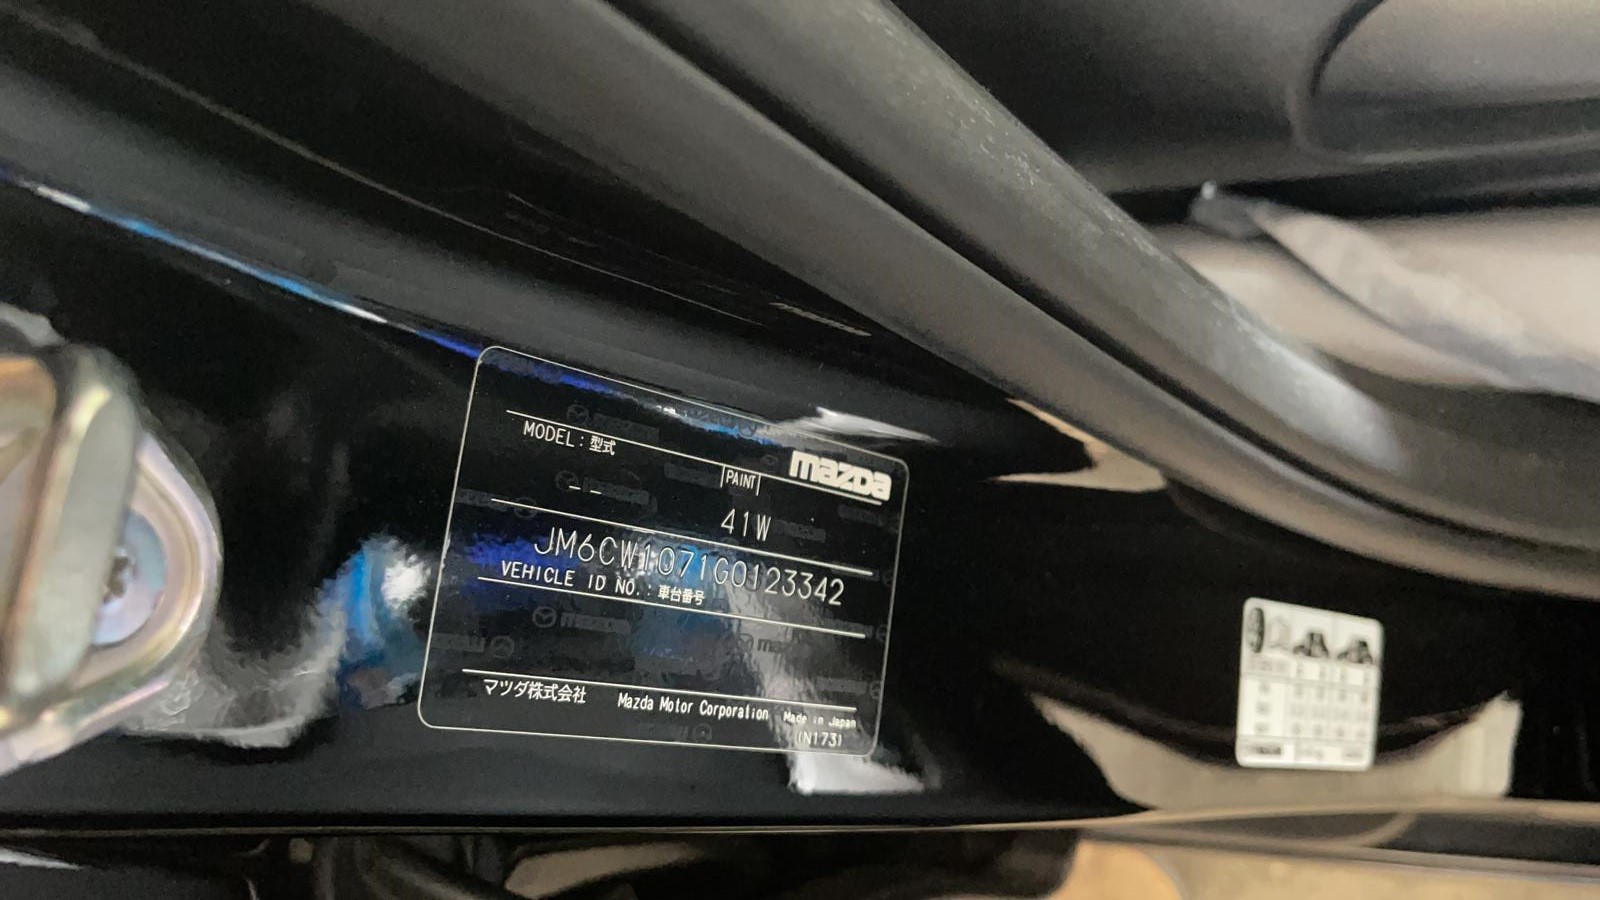 mazda
MODEL : 型式
PAINT
- -
41W
JM6CW1071G0123342
VEHICLE ID NO. : 車台番号
マツダ株式会社 Mazda Motor Corporation Made in Japan
(N173)